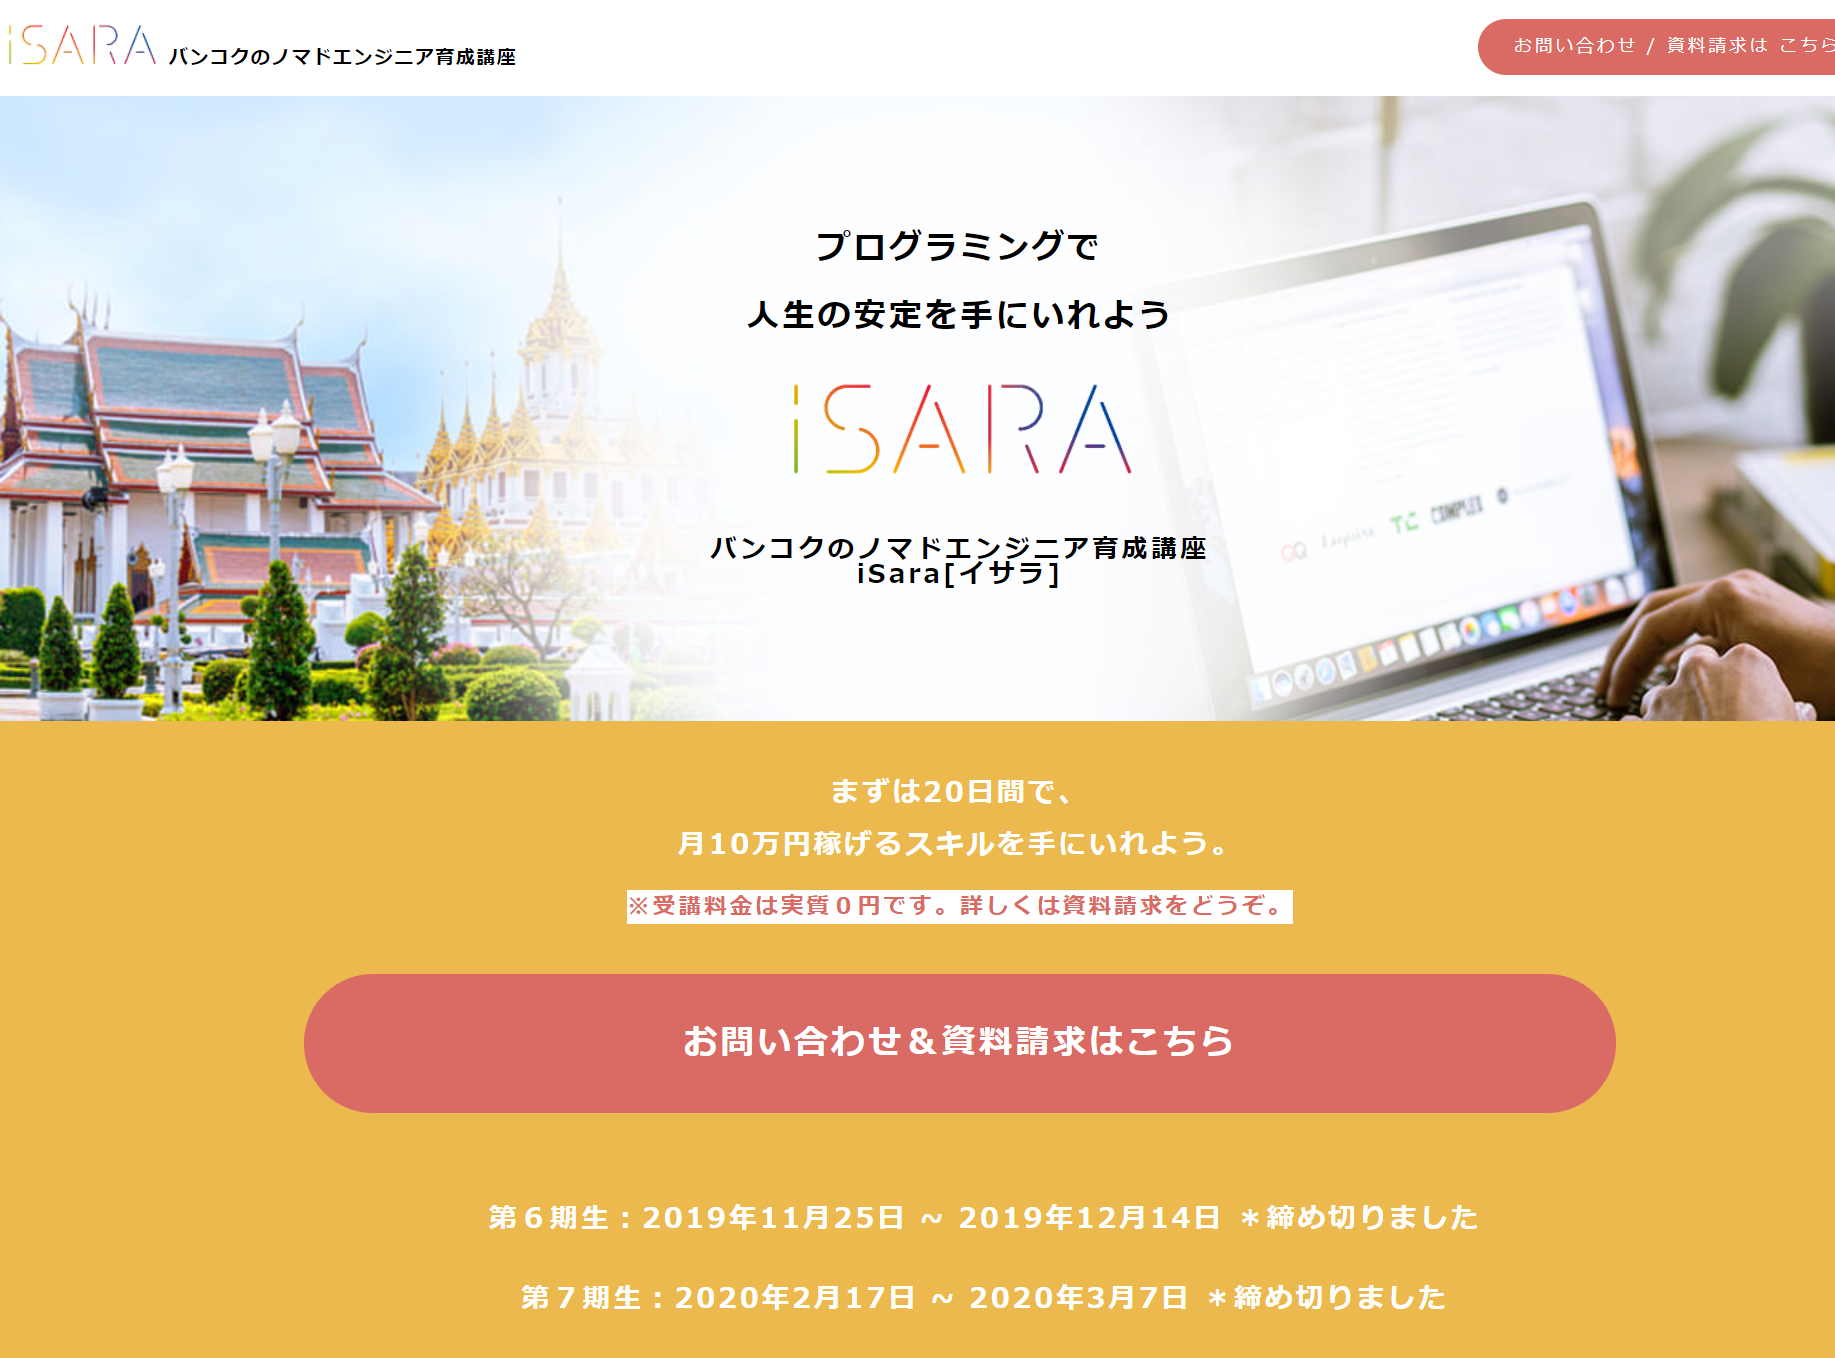 iSARA バンコクのノマドエンジニア育成講座
お問い合わせ / 資料請求は こちら
プログラミングで
人生の安定を手にいれよう
iSARA
バンコクのノマドエンジニア育成講座
iSara[イサラ]
GQ Esquire TC COMPLEX
まずは20日間で、
月10万円稼げるスキルを手にいれよう。
※受講料金は実質０円です。詳しくは資料請求をどうぞ。
お問い合わせ＆資料請求はこちら
第６期生：2019年11月25日 ~ 2019年12月14日 ＊締め切りました
第７期生：2020年2月17日 ~ 2020年3月7日 ＊締め切りました